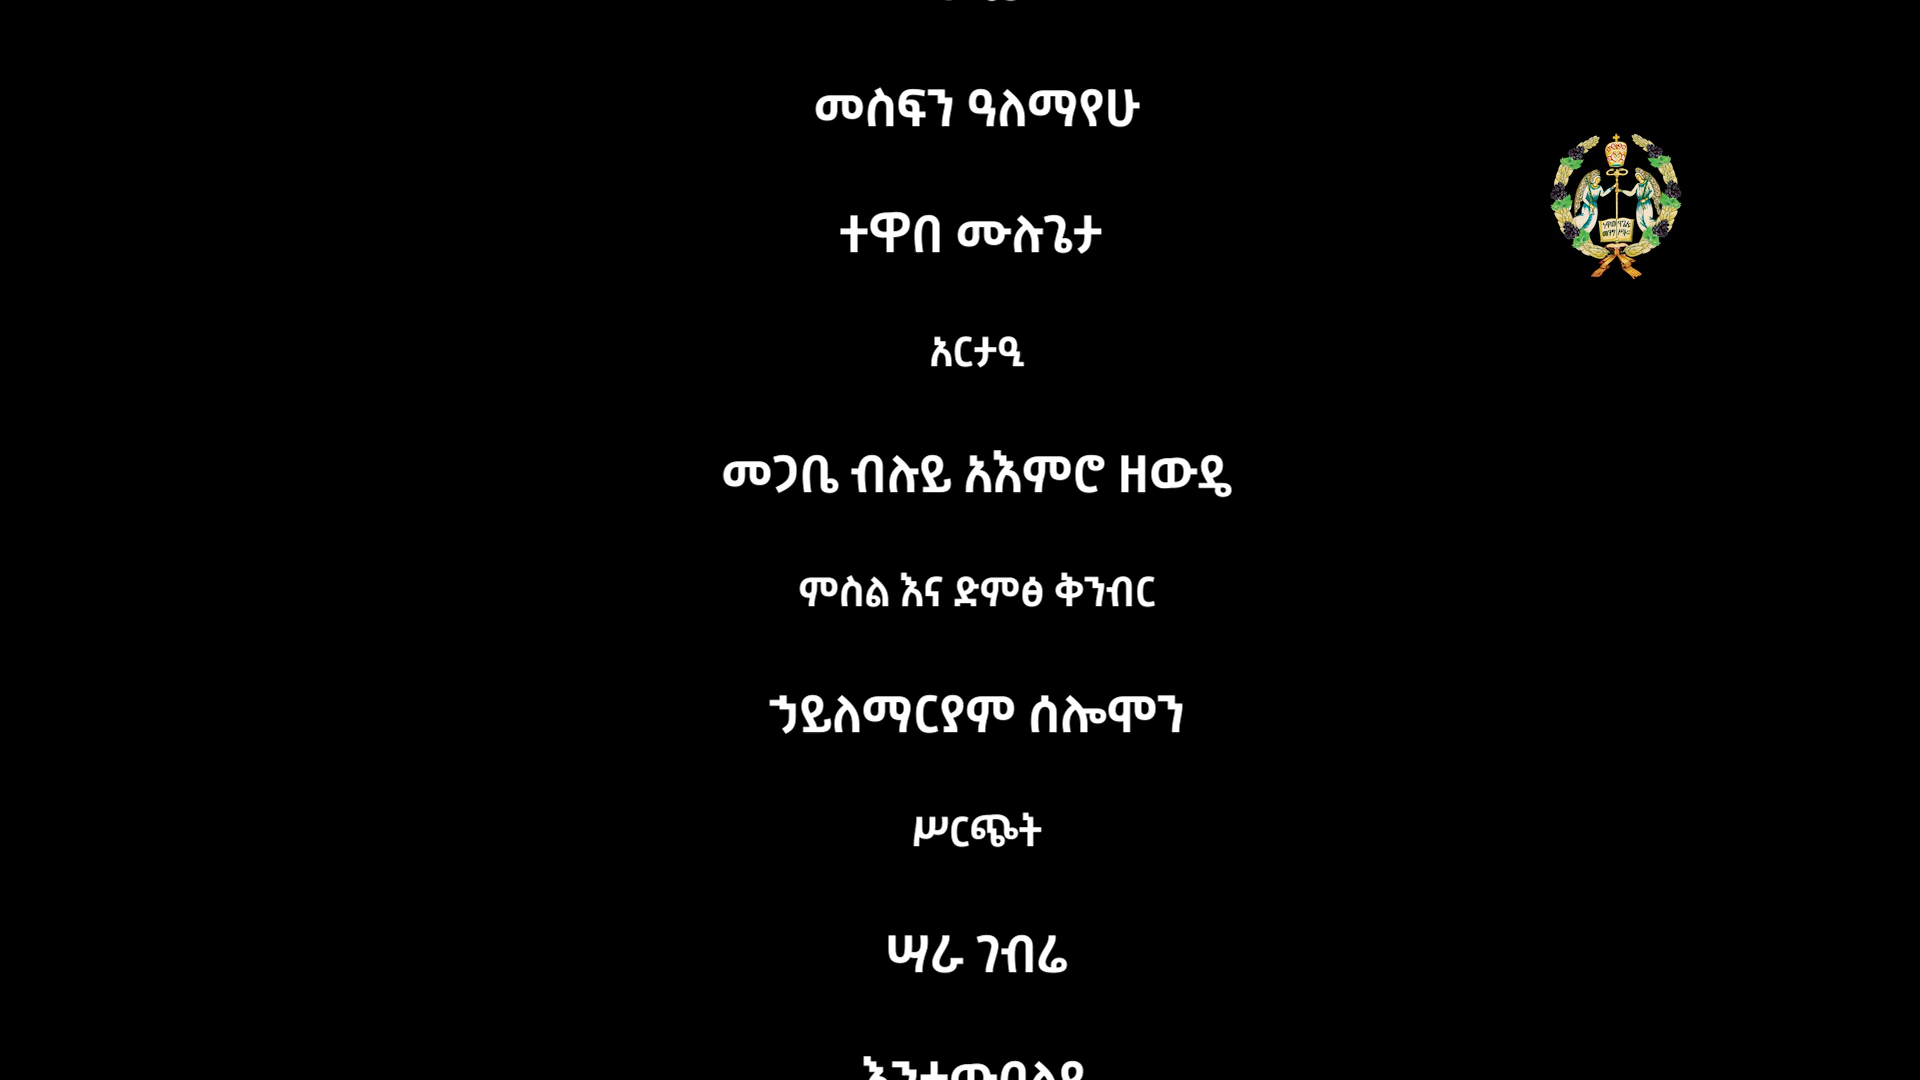 መስፍን ዓለማየሁ
ተዋበ ሙሉጌታ
አርታዒ
መጋቤ ብሉይ አእምሮ ዘውዴ
ምስል እና ድምፅ ቅንብር
ኃይለማርያም ሰሎሞን
ሥርጭት
ሣራ ገብሬ